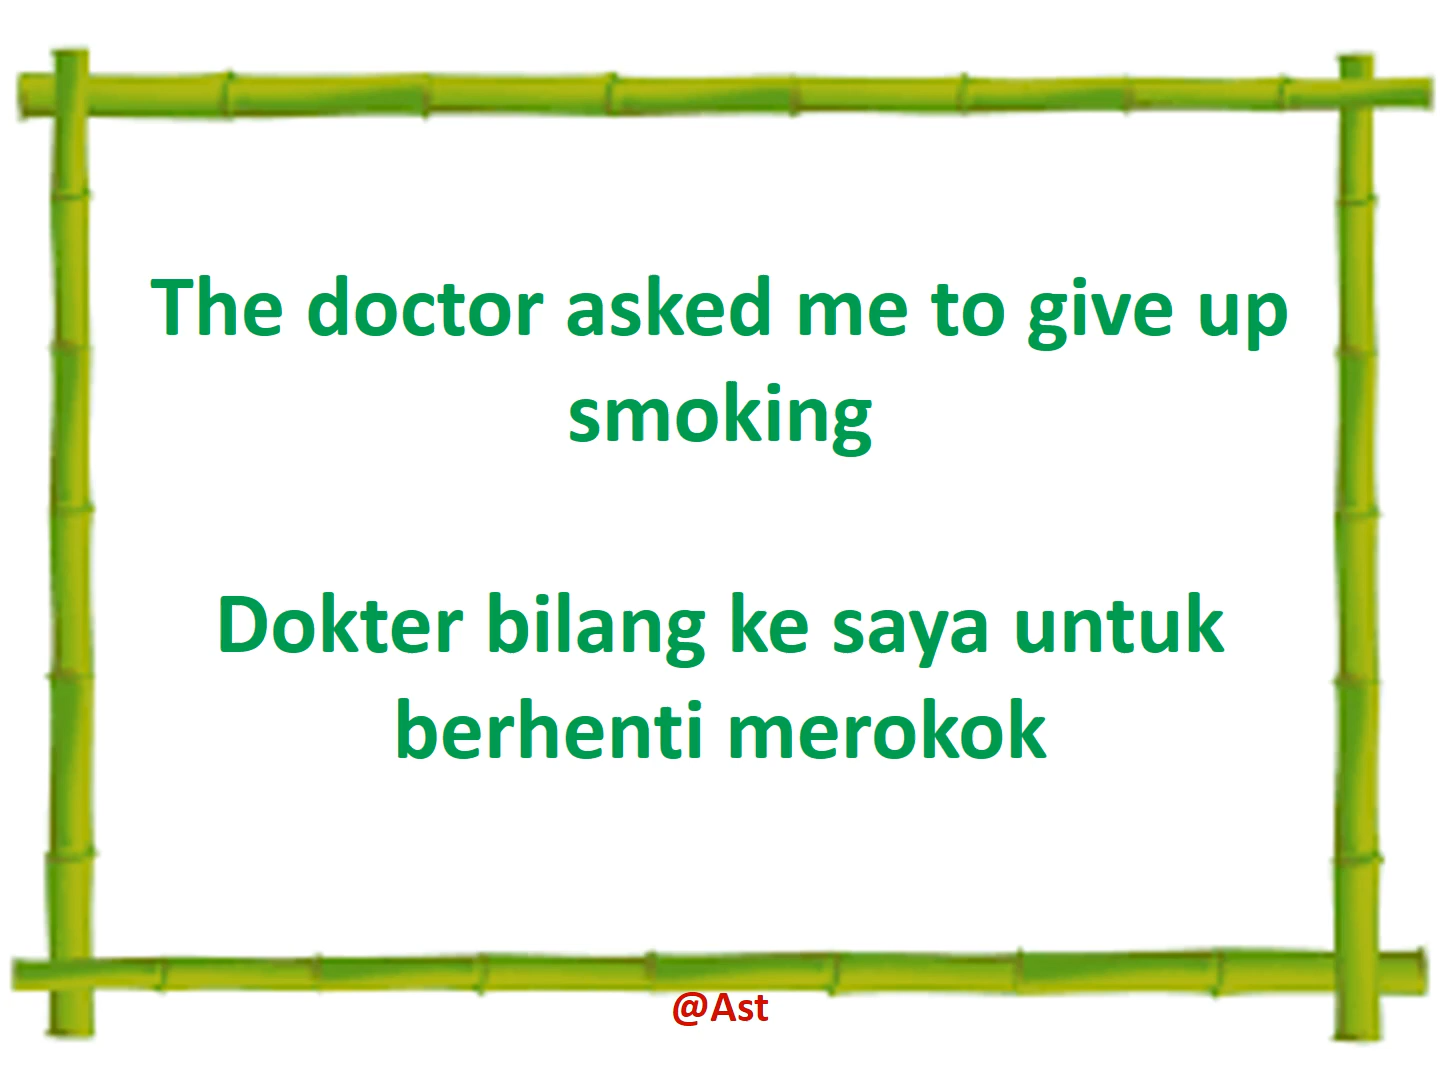 The doctor asked me to give up
smoking
Dokter bilang ke saya untuk
berhenti merokok
@Ast